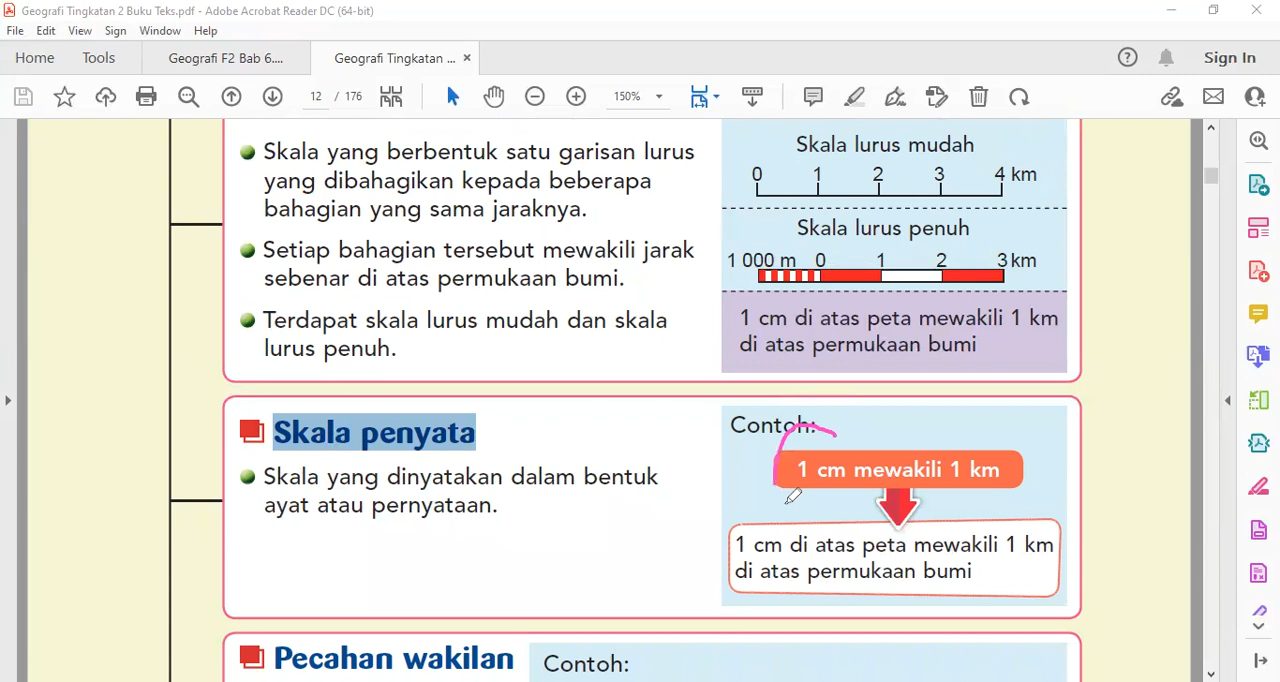 Geografi Tingkatan 2 Buku Teks.pdf - Adobe Acrobat Reader DC (64-bit)
File Edit View Sign Window Help
Home Tools Geografi F2 Bab 6.... Geografi Tingkatan ... × Sign In
12 / 176 150%
Skala yang berbentuk satu garisan lurus
yang dibahagikan kepada beberapa
bahagian yang sama jaraknya.
Setiap bahagian tersebut mewakili jarak
sebenar di atas permukaan bumi.
Terdapat skala lurus mudah dan skala
lurus penuh.
Skala lurus mudah
0 1 2 3 4 km
Skala lurus penuh
1 000 m 0 1 2 3 km
1 cm di atas peta mewakili 1 km
di atas permukaan bumi
Skala penyata
Skala yang dinyatakan dalam bentuk
ayat atau pernyataan.
Contoh:
1 cm mewakili 1 km
1 cm di atas peta mewakili 1 km
di atas permukaan bumi
Pecahan wakilan
Contoh: